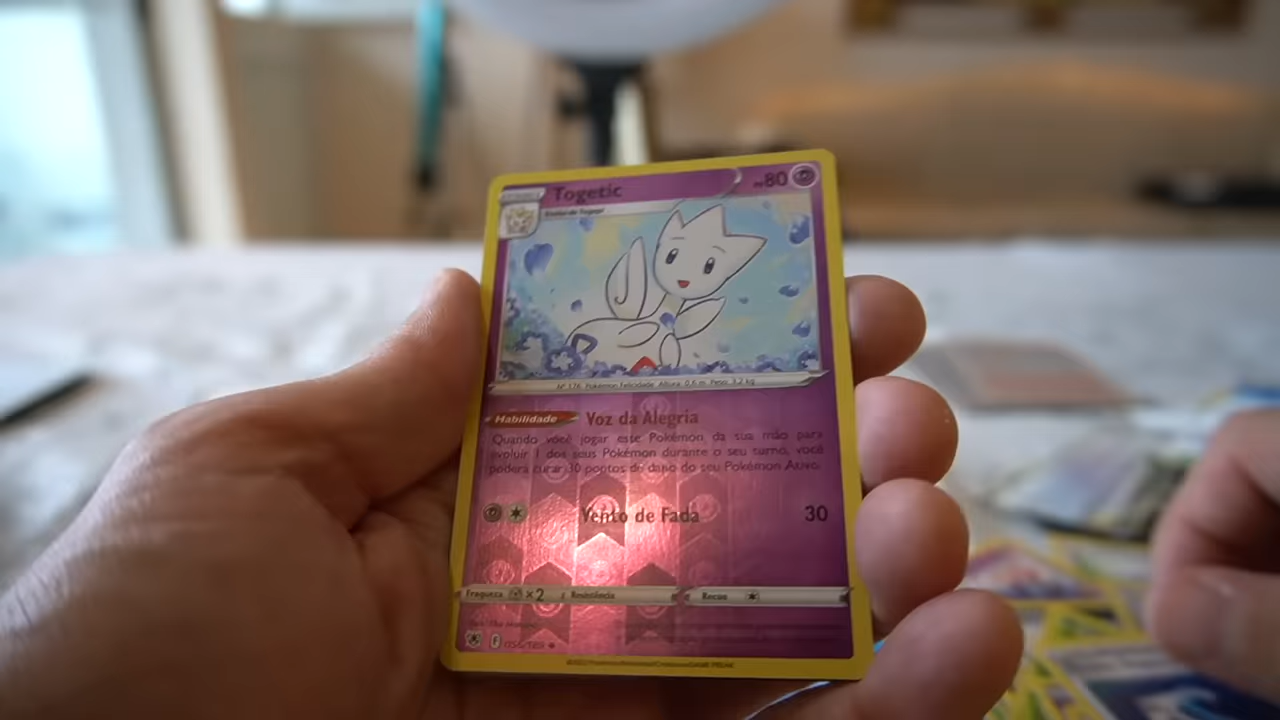 Togetic
PS80
Evolui de Togepi
Nº 176 Pokémon Felicidade Altura: 0,6 m Peso: 3,2 kg
Habilidade Voz da Alegria
Quando você jogar este Pokémon da sua mão para
evoluir 1 dos seus Pokémon durante o seu turno, você
poderá curar 30 pontos de dano do seu Pokémon Ativo.
Vento de Fada 30
Fraqueza ×2 Resistência Recuo
F